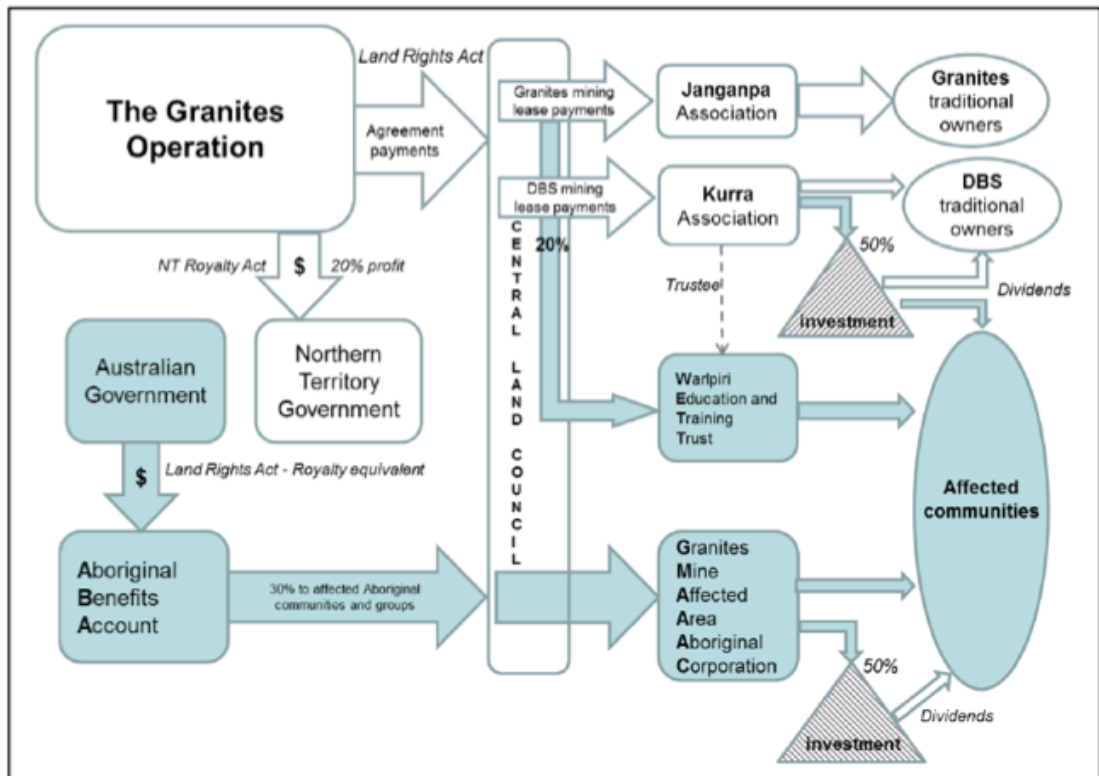 The Granites
Operation
Land Rights Act
Agreement
payments
Granites mining
lease payments
Janganpa
Association
Granites
traditional
owners
DBS mining
lease payments
20%
Kurra
Association
DBS
traditional
owners
50%
investment
Dividends
Trustee
NT Royalty Act
$
20% profit
Northern
Territory
Government
Australian
Government
$
Land Rights Act - Royalty equivalent
Aboriginal
Benefits
Account
30% to affected Aboriginal
communities and groups
CENTRAL LAND COUNCIL
Warlpiri
Education and
Training
Trust
Granites
Mine
Affected
Area
Aboriginal
Corporation
50%
investment
Dividends
Affected
communities